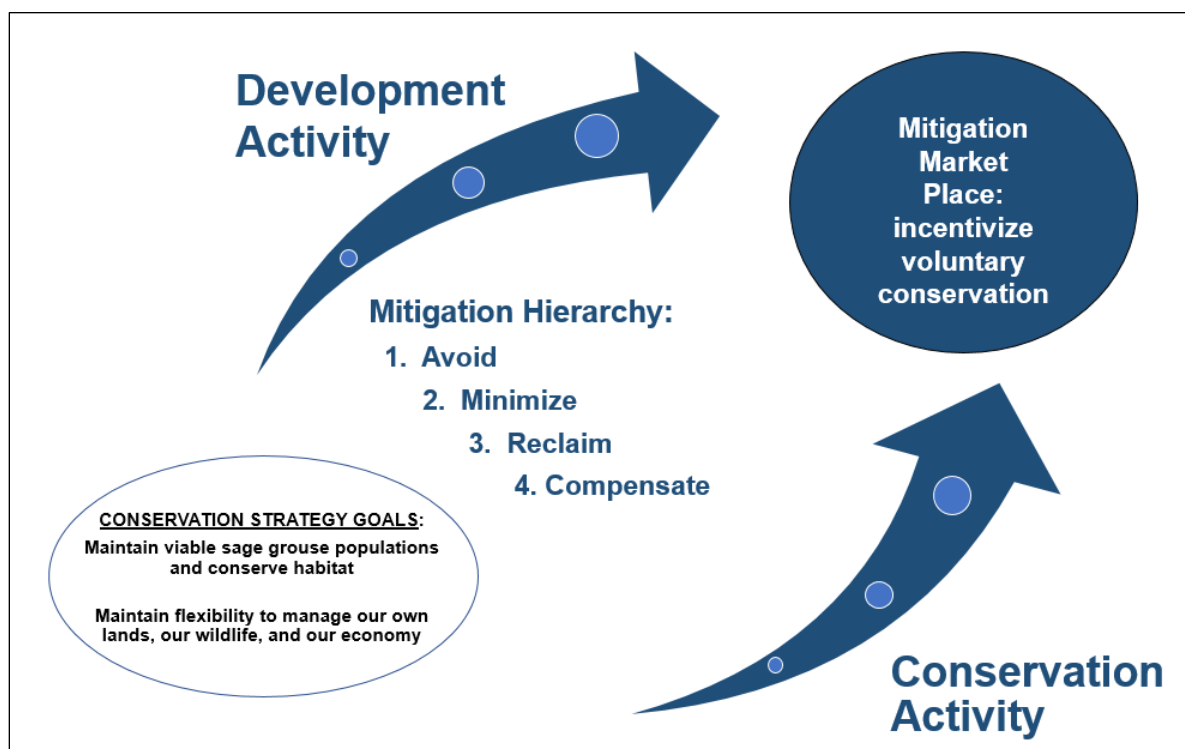 Development
Activity
Mitigation
Market
Place:
incentivize
voluntary
conservation
Mitigation Hierarchy:
1. Avoid
2. Minimize
3. Reclaim
4. Compensate
CONSERVATION STRATEGY GOALS:
Maintain viable sage grouse populations
and conserve habitat
Maintain flexibility to manage our own
lands, our wildlife, and our economy
Conservation
Activity